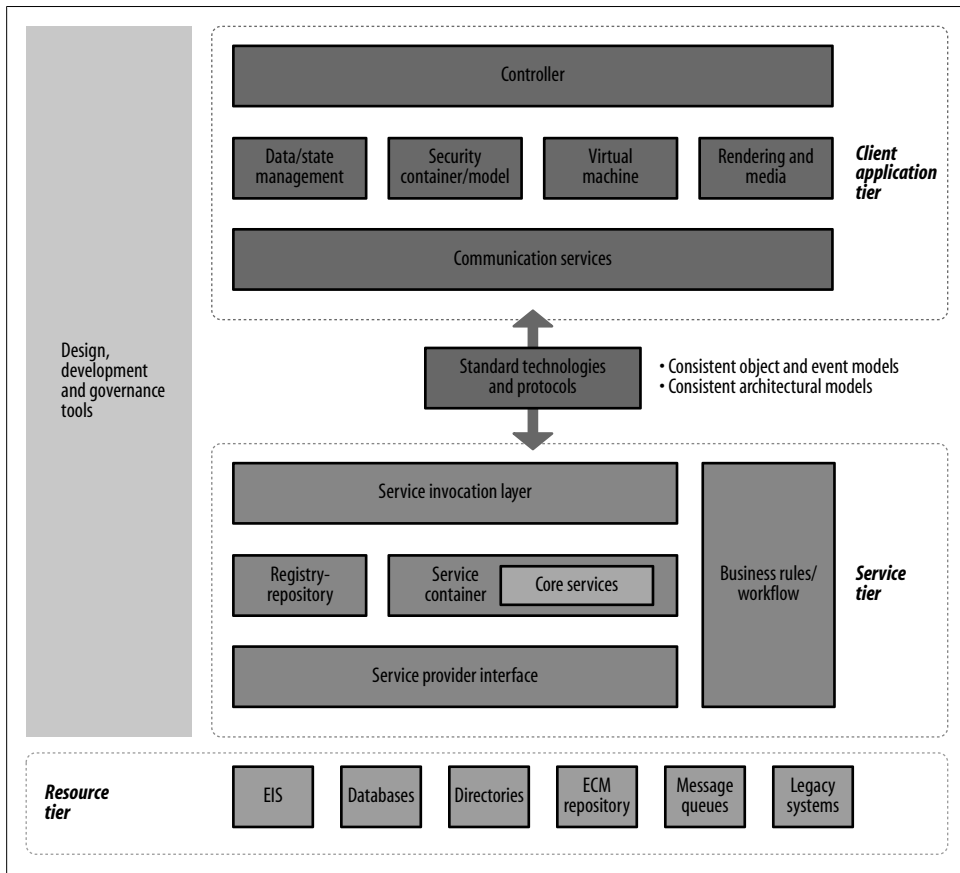 Controller
Data/state
management
Security
container/model
Virtual
machine
Rendering and
media
Client
application
tier
Communication services
Design,
development
and governance
tools
Standard technologies
and protocols
• Consistent object and event models
• Consistent architectural models
Service invocation layer
Registry-
repository
Service
container
Core services
Business rules/
workflow
Service
tier
Service provider interface
Resource
tier
EIS
Databases
Directories
ECM
repository
Message
queues
Legacy
systems